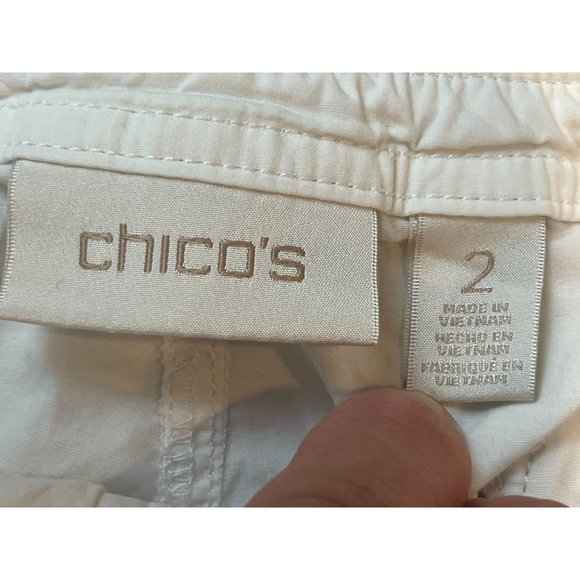 chico's
2
MADE IN
VIETNAM
HECHO EN
VIETNAM
FABRIQUÉ EN
VIETNAM